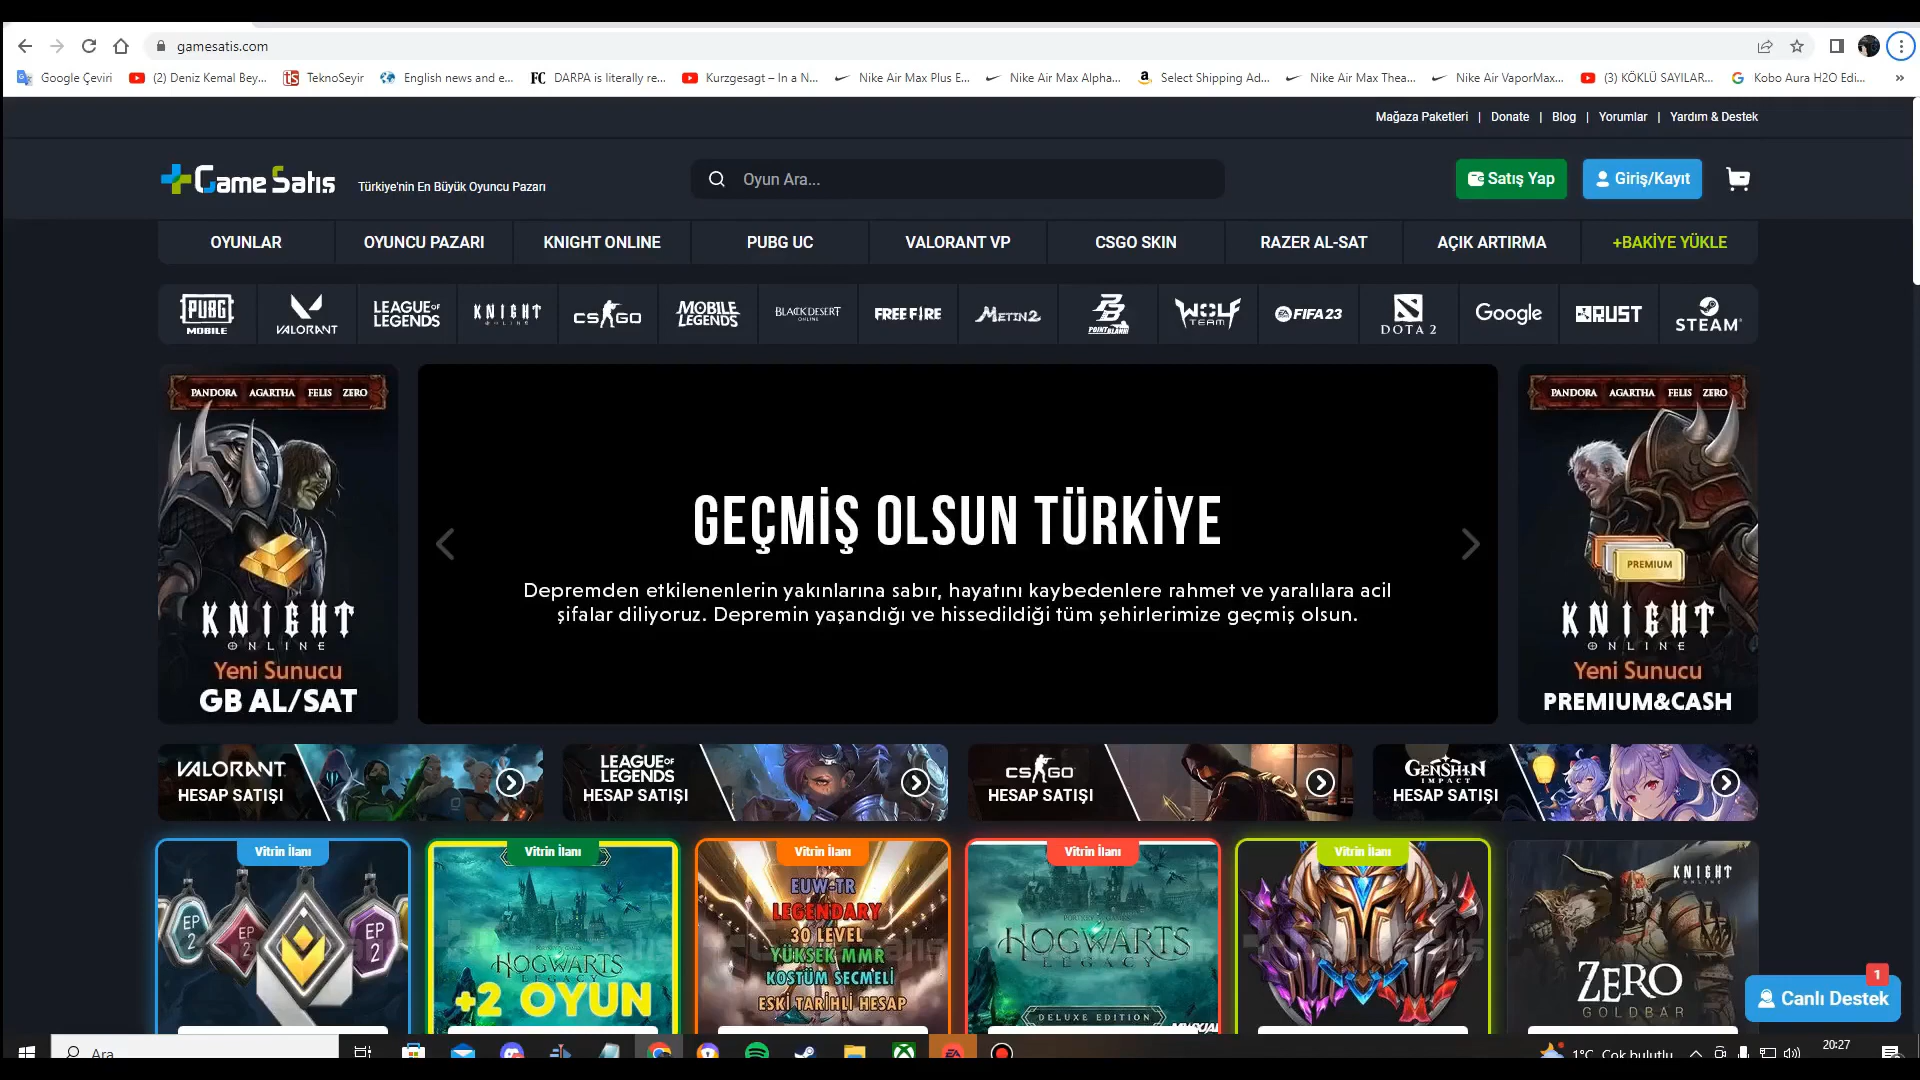 gamesatis.com
Google Çeviri
(2) Deniz Kemal Bey...
TeknoSeyir
English news and e...
DARPA is literally re...
Kurzgesagt – In a N...
Nike Air Max Plus E...
Nike Air Max Alpha...
Select Shipping Ad...
Nike Air Max Thea...
Nike Air VaporMax...
(3) KÖKLÜ SAYILAR...
Kobo Aura H2O Edi...
»
Mağaza Paketleri | Donate | Blog | Yorumlar | Yardım & Destek
Game Satıs
Türkiye'nin En Büyük Oyuncu Pazarı
Oyun Ara...
Satış Yap
Giriş/Kayıt
OYUNLAR
OYUNCU PAZARI
KNIGHT ONLINE
PUBG UC
VALORANT VP
CSGO SKIN
RAZER AL-SAT
AÇIK ARTIRMA
+BAKİYE YÜKLE
PUBG
MOBILE
VALORANT
LEAGUE OF
LEGENDS
KNIGHT
ONLINE
CS GO
MOBILE
LEGENDS
BLACK DESERT
ONLINE
FREE FIRE
METIN2
PB
POINT BLANK
WOLF
TEAM
FIFA 23
DOTA 2
Google
RUST
STEAM
PANDORA AGARTHA FELIS ZERO
KNIGHT
ONLINE
Yeni Sunucu
GB AL/SAT
GEÇMİŞ OLSUN TÜRKİYE
Depremden etkilenenlerin yakınlarına sabır, hayatını kaybedenlere rahmet ve yaralılara acil
şifalar diliyoruz. Depremin yaşandığı ve hissedildiği tüm şehirlerimize geçmiş olsun.
PANDORA AGARTHA FELIS ZERO
PREMIUM
KNIGHT
ONLINE
Yeni Sunucu
PREMIUM&CASH
VALORANT
HESAP SATIŞI
LEAGUE OF
LEGENDS
HESAP SATIŞI
CS GO
HESAP SATIŞI
GENSHIN
IMPACT
HESAP SATIŞI
Vitrin İlanı
EP
2
EP
EP
2
Vitrin İlanı
HOGWARTS
LEGACY
+2 OYUN
Vitrin İlanı
EUW-TR
LEGENDARY
30 LEVEL
YÜKSEK MMR
KOSTÜM SECMELİ
ESKİ TARİHLİ HESAP
Vitrin İlanı
HOGWARTS
LEGACY
DELUXE EDITION
Vitrin İlanı
KNIGHT
ONLINE
ZERO
GOLDBAR
1
Canlı Destek
Ara
1°C Çok bulutlu
20:27